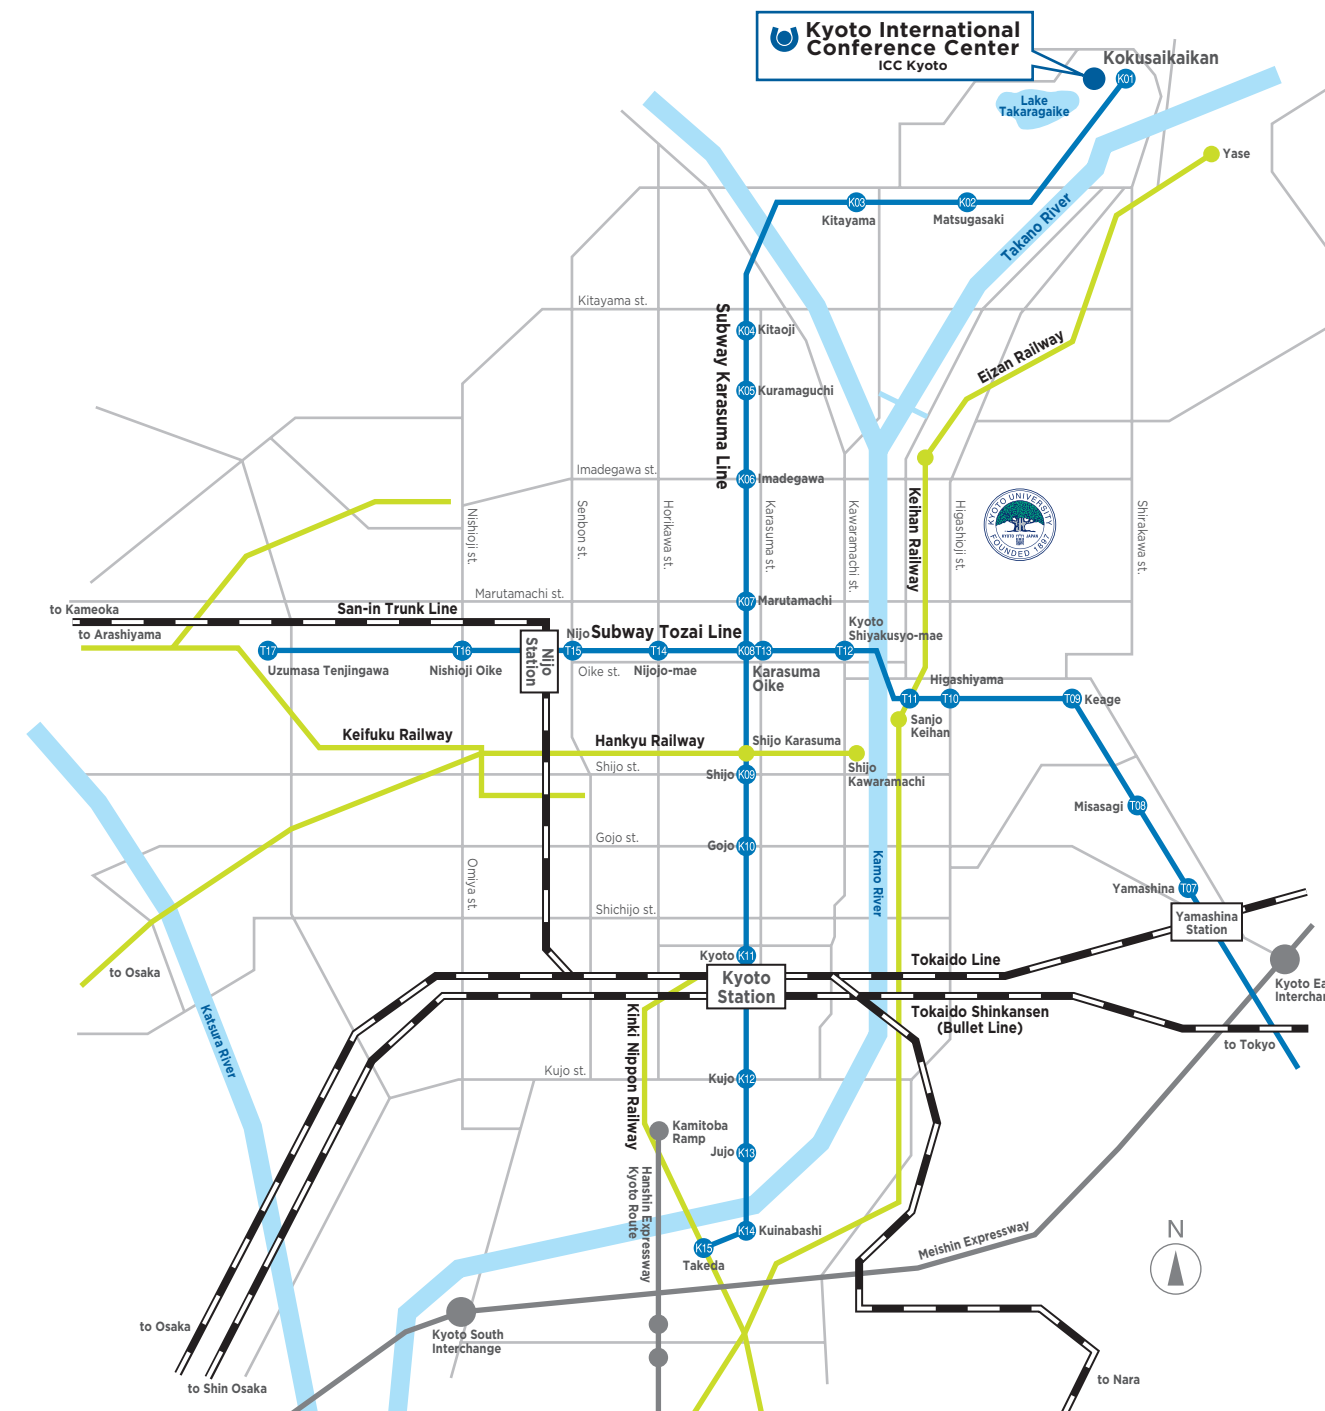 Kyoto International
Conference Center
ICC Kyoto
Kokusaikaikan
K01
Lake
Takaragaike
Yase
K03
K02
Kitayama
Matsugasaki
Takano River
Kitayama st.
Subway Karasuma Line
K04
Kitaoji
Eizan Railway
K05
Kuramaguchi
Imadegawa st.
K06
Imadegawa
Nishioji st.
Senbon st.
Horikawa st.
Karasuma st.
Kawaramachi st.
Keihan Railway
Higashioji st.
KYOTO UNIVERSITY
KYOTO JAPAN
FOUNDED 1897
Shirakawa st.
Marutamachi st.
K07
Marutamachi
to Kameoka
San-in Trunk Line
to Arashiyama
Nijo
Subway Tozai Line
Kyoto
Shiyakusyo-mae
T17
T16
Nijo
Station
T15
T14
K08
T13
T12
Uzumasa Tenjingawa
Nishioji Oike
Oike st.
Nijojo-mae
Karasuma
Oike
Higashiyama
T11
T10
T09
Keage
Sanjo
Keihan
Keifuku Railway
Hankyu Railway
Shijo Karasuma
Shijo st.
Shijo
K09
Shijo
Kawaramachi
Misasagi
T08
Gojo st.
Gojo
K10
Omiya st.
Kamo River
Yamashina
T07
Shichijo st.
Yamashina
Station
Kyoto
K11
to Osaka
Tokaido Line
Kyoto
Station
Kyoto Ea
Interchan
Katsura River
Kinki Nippon Railway
Tokaido Shinkansen
(Bullet Line)
to Tokyo
Kujo st.
Kujo
K12
Kamitoba
Ramp
Jujo
K13
Hanshin Expressway
Kyoto Route
K14
Kuinabashi
K15
Takeda
Meishin Expressway
N
to Osaka
Kyoto South
Interchange
to Shin Osaka
to Nara